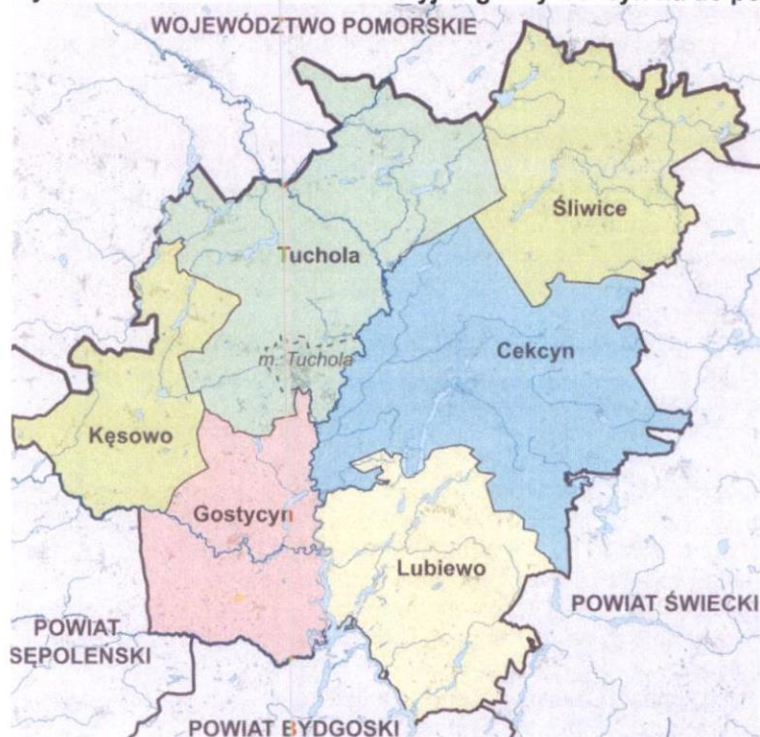 WOJEWÓDZTWO POMORSKIE
Śliwice
Tuchola
Cekcyn
m. Tuchola
Kęsowo
Gostycyn
Lubiewo
POWIAT ŚWIECKI
POWIAT
SĘPOLEŃSKI
POWIAT BYDGOSKI